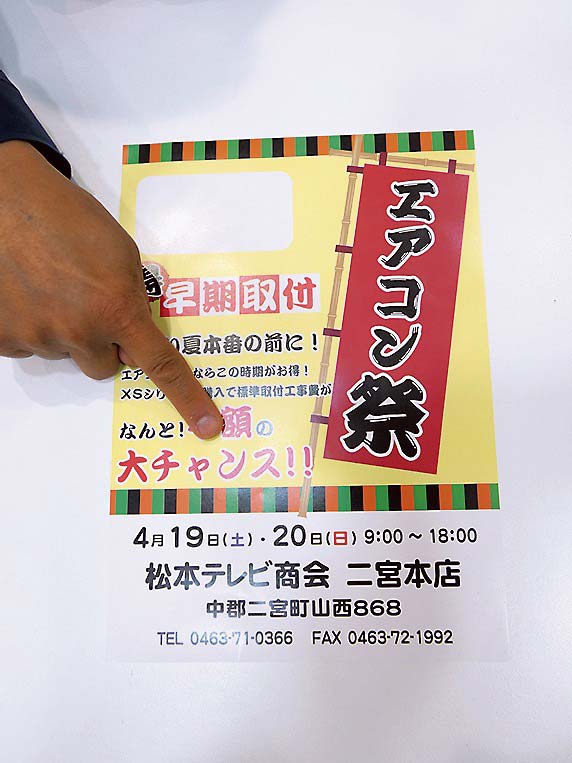 エアコン祭
早期取付
夏本番の前に！
ならこの時期がお得！
XSシリ 入で標準取付工事費が
なんと！ 額の
大チャンス！！
4月19日(土)・20日(日) 9:00～18:00
松本テレビ商会 二宮本店
中郡二宮町山西868
TEL 0463-71-0366 FAX 0463-72-1992